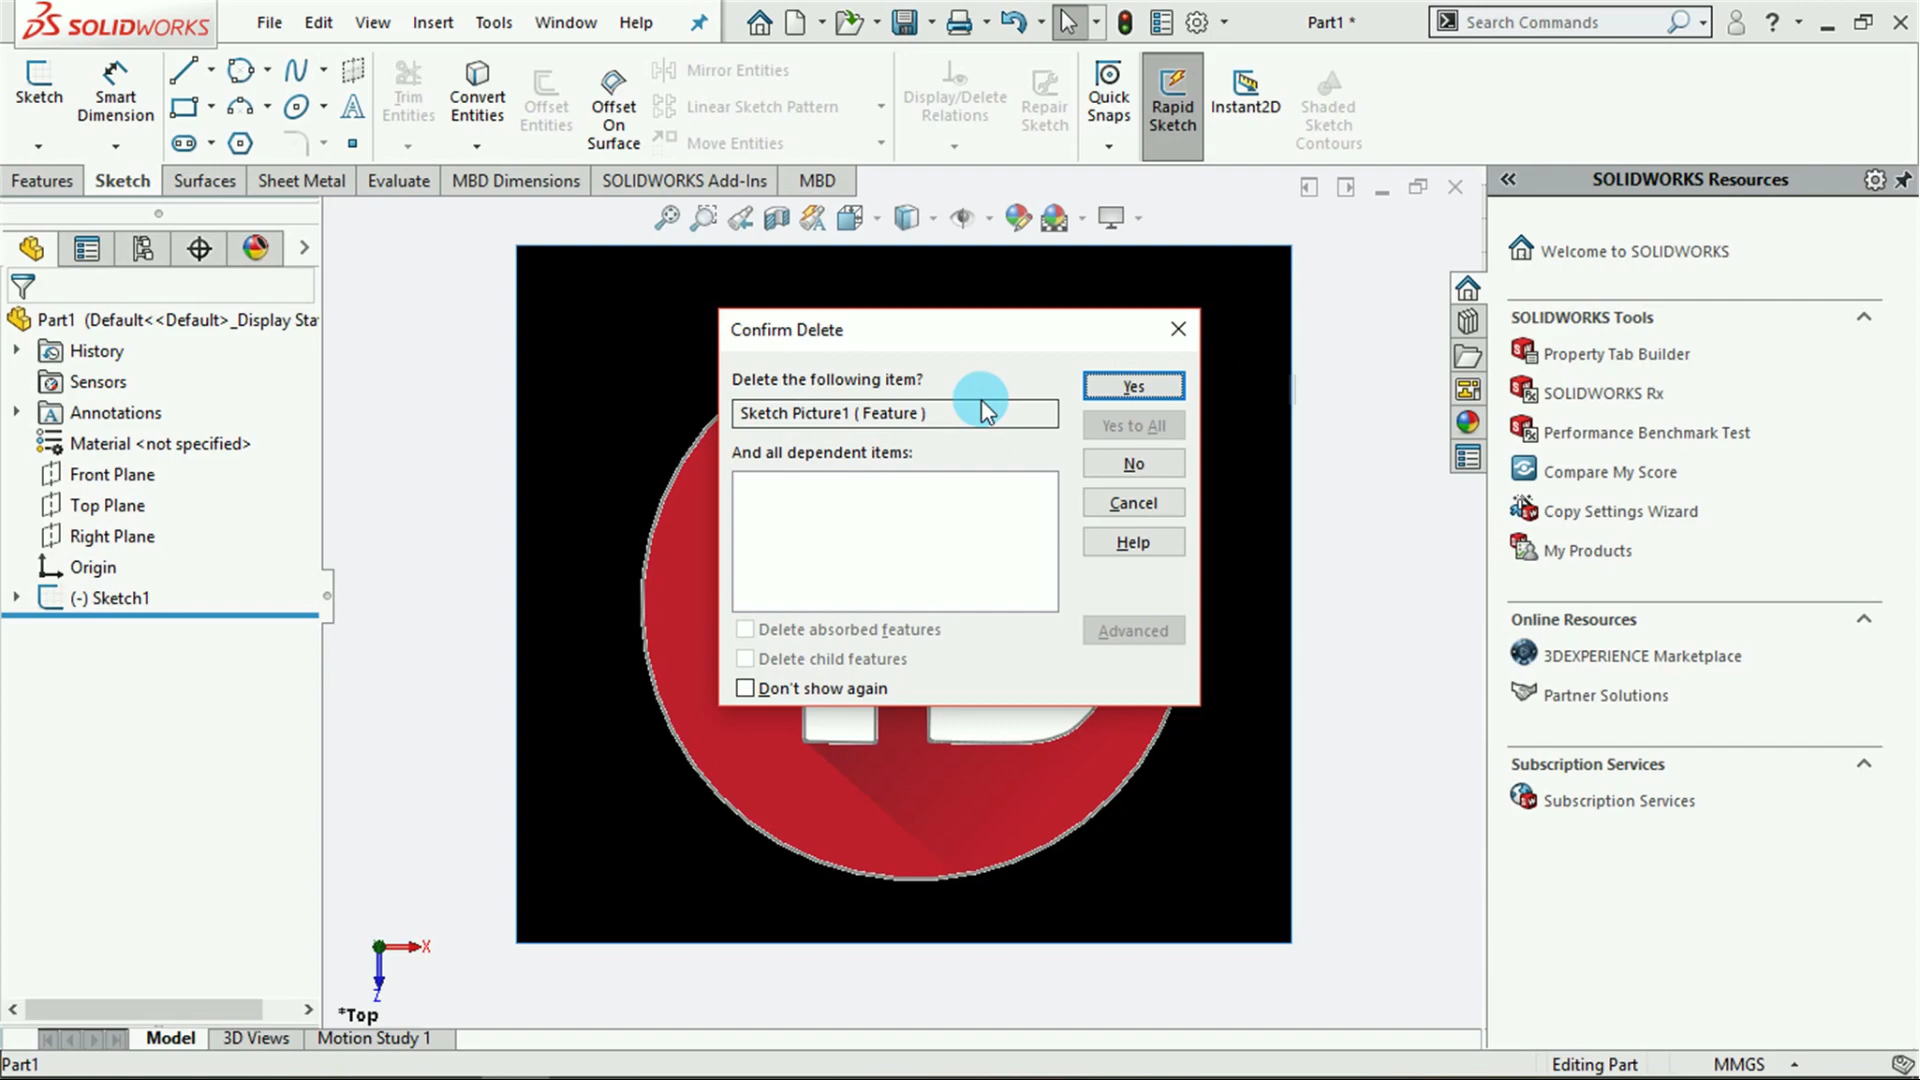 SOLIDWORKS
File Edit View Insert Tools Window Help
Part1 *
Search Commands
Sketch
Smart Dimension
Trim Entities
Convert Entities
Offset Entities
Offset On Surface
Mirror Entities
Linear Sketch Pattern
Move Entities
Display/Delete Relations
Repair Sketch
Quick Snaps
Rapid Sketch
Instant2D
Shaded Sketch Contours
Features Sketch Surfaces Sheet Metal Evaluate MBD Dimensions SOLIDWORKS Add-Ins MBD
Part1 (Default<<Default>_Display Sta
History
Sensors
Annotations
Material <not specified>
Front Plane
Top Plane
Right Plane
Origin
(-) Sketch1
Confirm Delete
Delete the following item?
Sketch Picture1 ( Feature )
And all dependent items:
Delete absorbed features
Delete child features
Don't show again
Yes
Yes to All
No
Cancel
Help
Advanced
X
Z
*Top
SOLIDWORKS Resources
Welcome to SOLIDWORKS
SOLIDWORKS Tools
Property Tab Builder
SOLIDWORKS Rx
Performance Benchmark Test
Compare My Score
Copy Settings Wizard
My Products
Online Resources
3DEXPERIENCE Marketplace
Partner Solutions
Subscription Services
Subscription Services
Model 3D Views Motion Study 1
Part1
Editing Part
MMGS